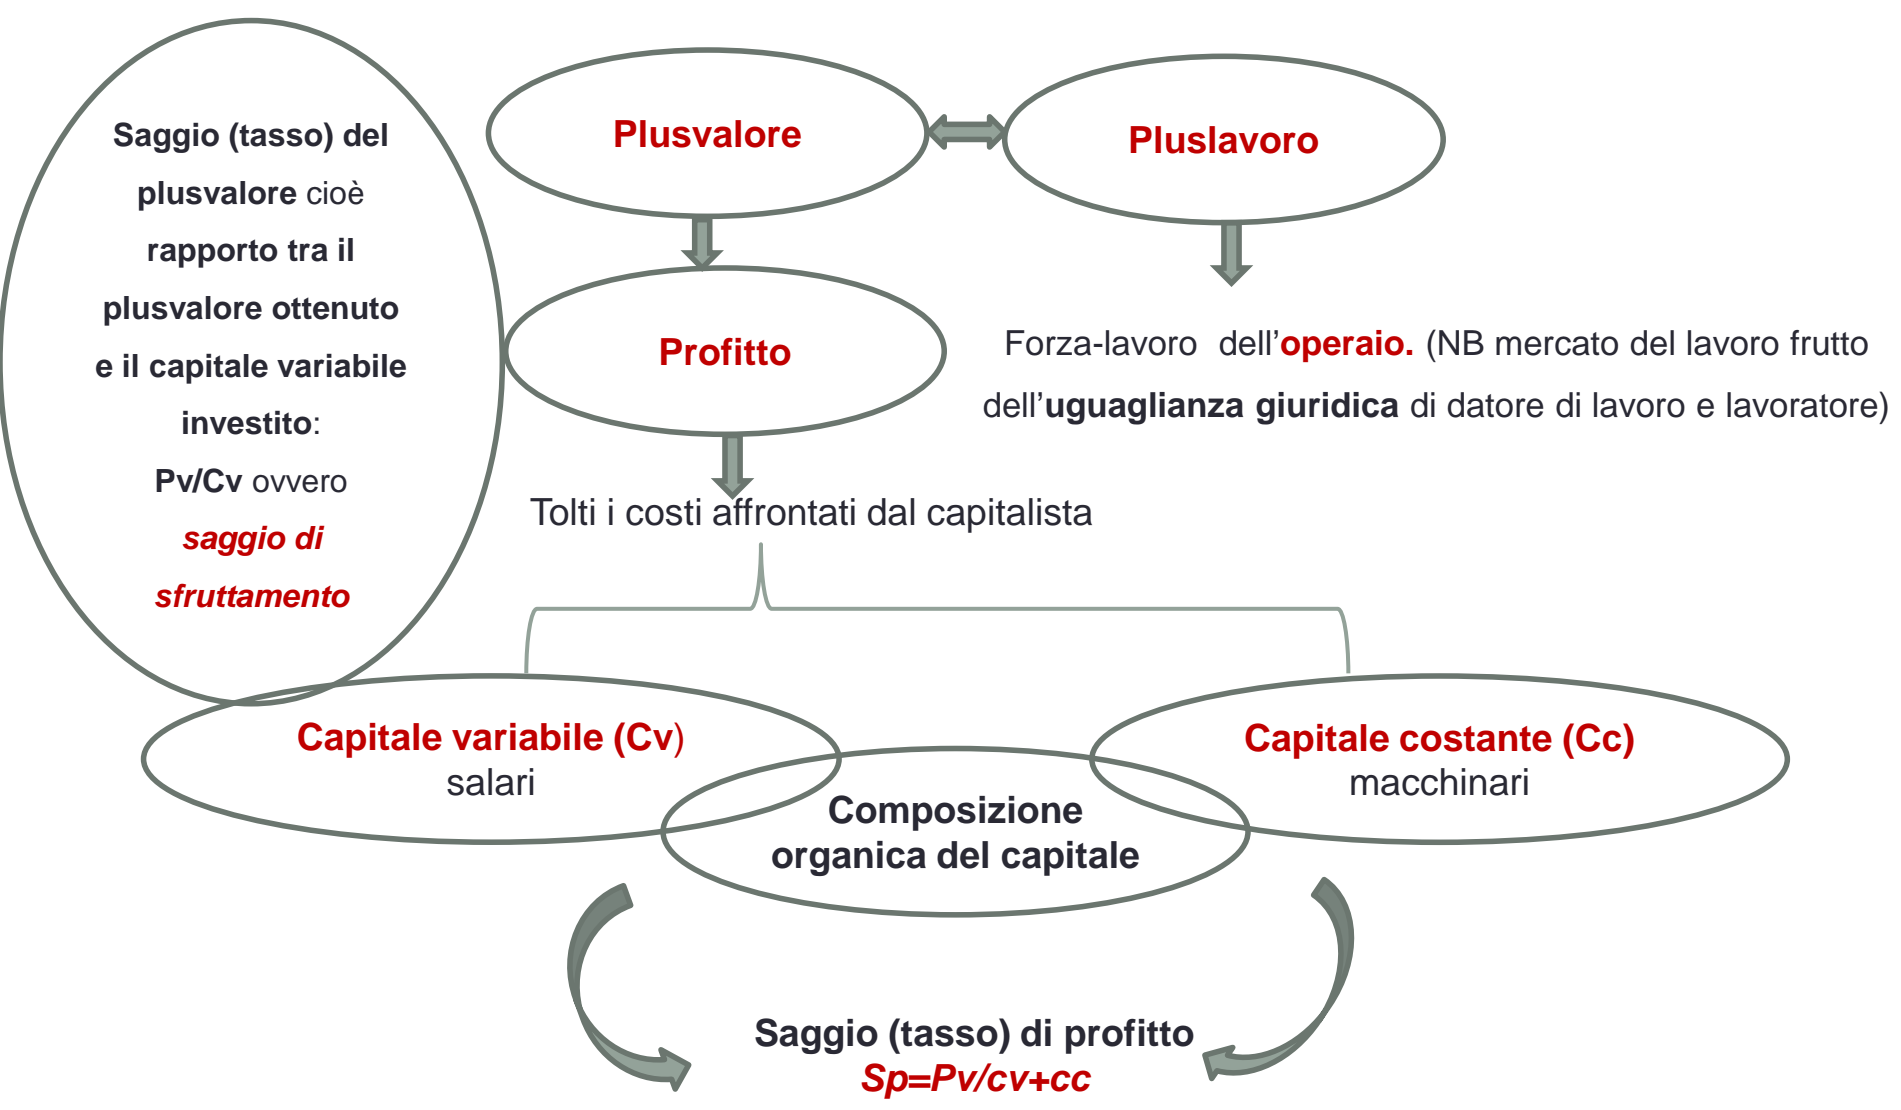 Saggio (tasso) del
plusvalore cioè
rapporto tra il
plusvalore ottenuto
e il capitale variabile
investito:
Pv/Cv ovvero
saggio di
sfruttamento
Plusvalore
Pluslavoro
Profitto
Forza-lavoro dell’operaio. (NB mercato del lavoro frutto
dell’uguaglianza giuridica di datore di lavoro e lavoratore)
Tolti i costi affrontati dal capitalista
Capitale variabile (Cv)
salari
Capitale costante (Cc)
macchinari
Composizione
organica del capitale
Saggio (tasso) di profitto
Sp=Pv/cv+cc